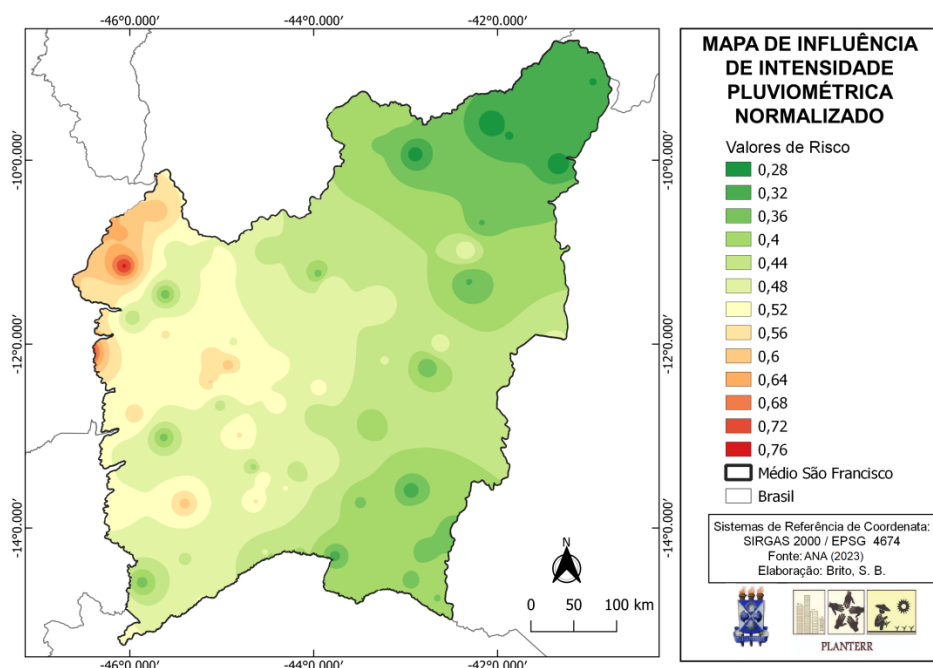 -46°0.000′
-44°0.000′
-42°0.000′
-10°0.000′
-12°0.000′
-14°0.000′
-10°0.000′
-12°0.000′
-14°0.000′
-46°0.000′
-44°0.000′
-42°0.000′
N
0 50 100 km
MAPA DE INFLUÊNCIA
DE INTENSIDADE
PLUVIOMÉTRICA
NORMALIZADO
Valores de Risco
0,28
0,32
0,36
0,4
0,44
0,48
0,52
0,56
0,6
0,64
0,68
0,72
0,76
Médio São Francisco
Brasil
Sistemas de Referência de Coordenata:
SIRGAS 2000 / EPSG 4674
Fonte: ANA (2023)
Elaboração: Brito, S. B.
PLANTERR